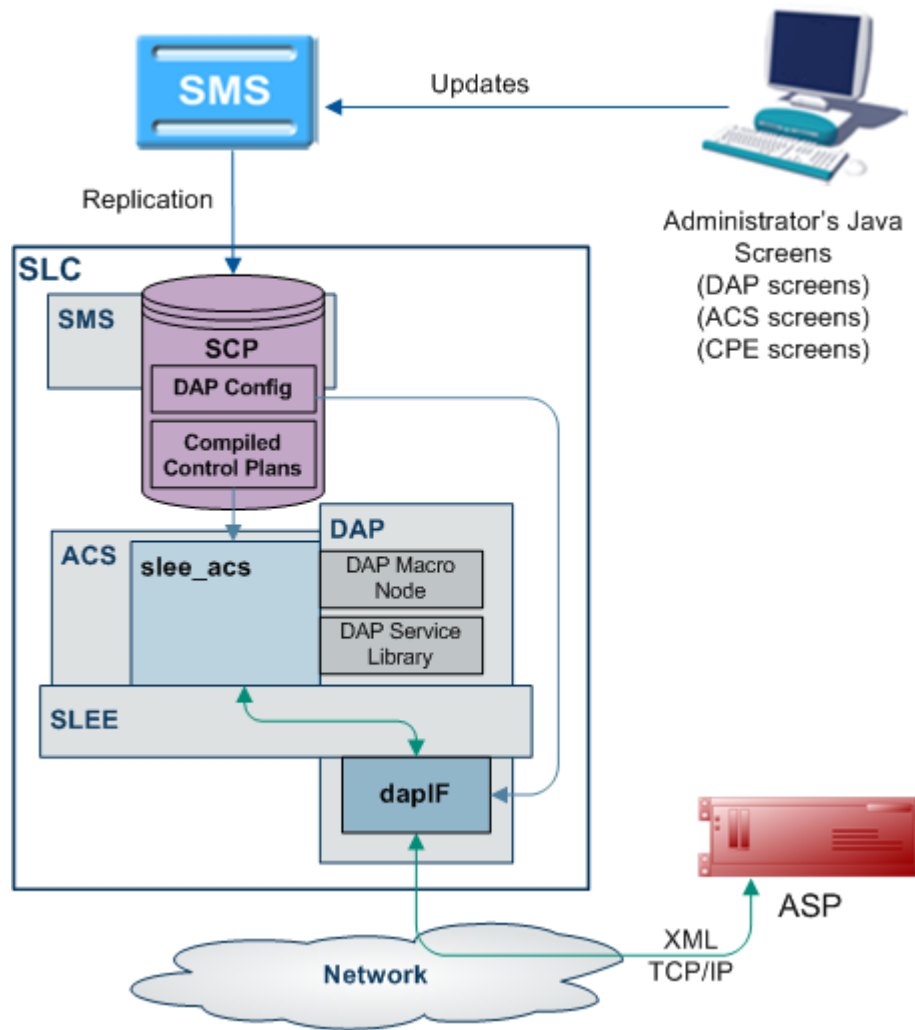 SMS
Updates
Replication
Administrator's Java
Screens
(DAP screens)
(ACS screens)
(CPE screens)
SLC
SMS
SCP
DAP Config
Compiled
Control Plans
ACS
slee_acs
DAP
DAP Macro
Node
DAP Service
Library
SLEE
dapIF
ASP
XML
TCP/IP
Network